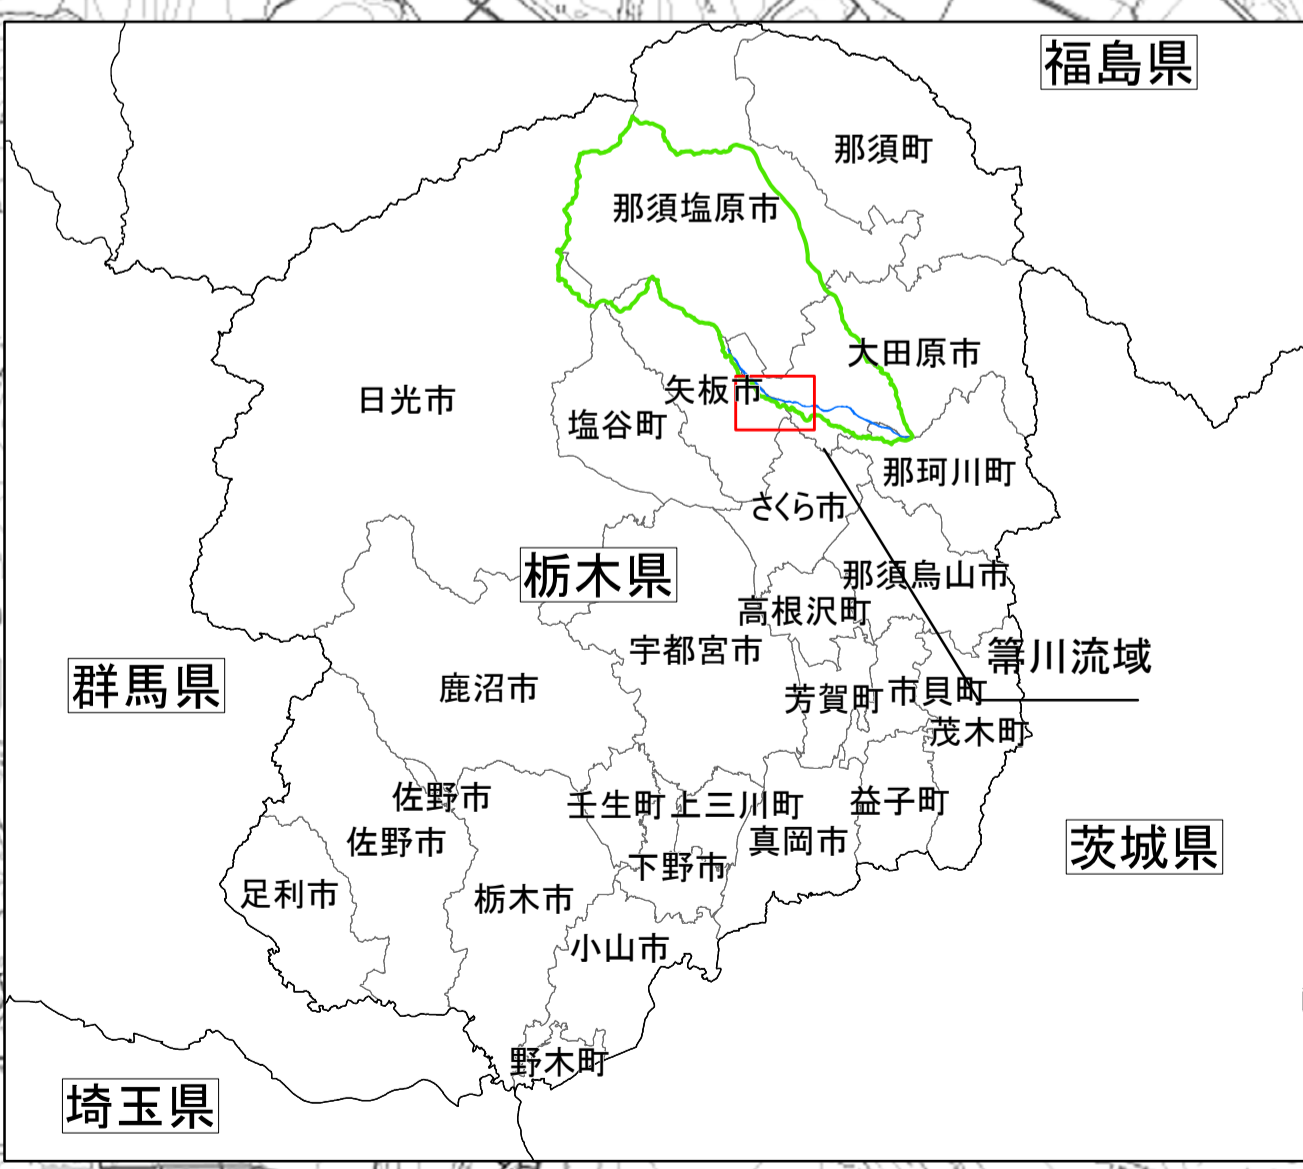 福島県
那須町
那須塩原市
大田原市
矢板市
日光市
塩谷町
那珂川町
さくら市
栃木県
那須烏山市
高根沢町
宇都宮市
箒川流域
群馬県
鹿沼市
芳賀町
市貝町
茂木町
佐野市
壬生町
上三川町
益子町
佐野市
真岡市
茨城県
下野市
足利市
栃木市
小山市
野木町
埼玉県